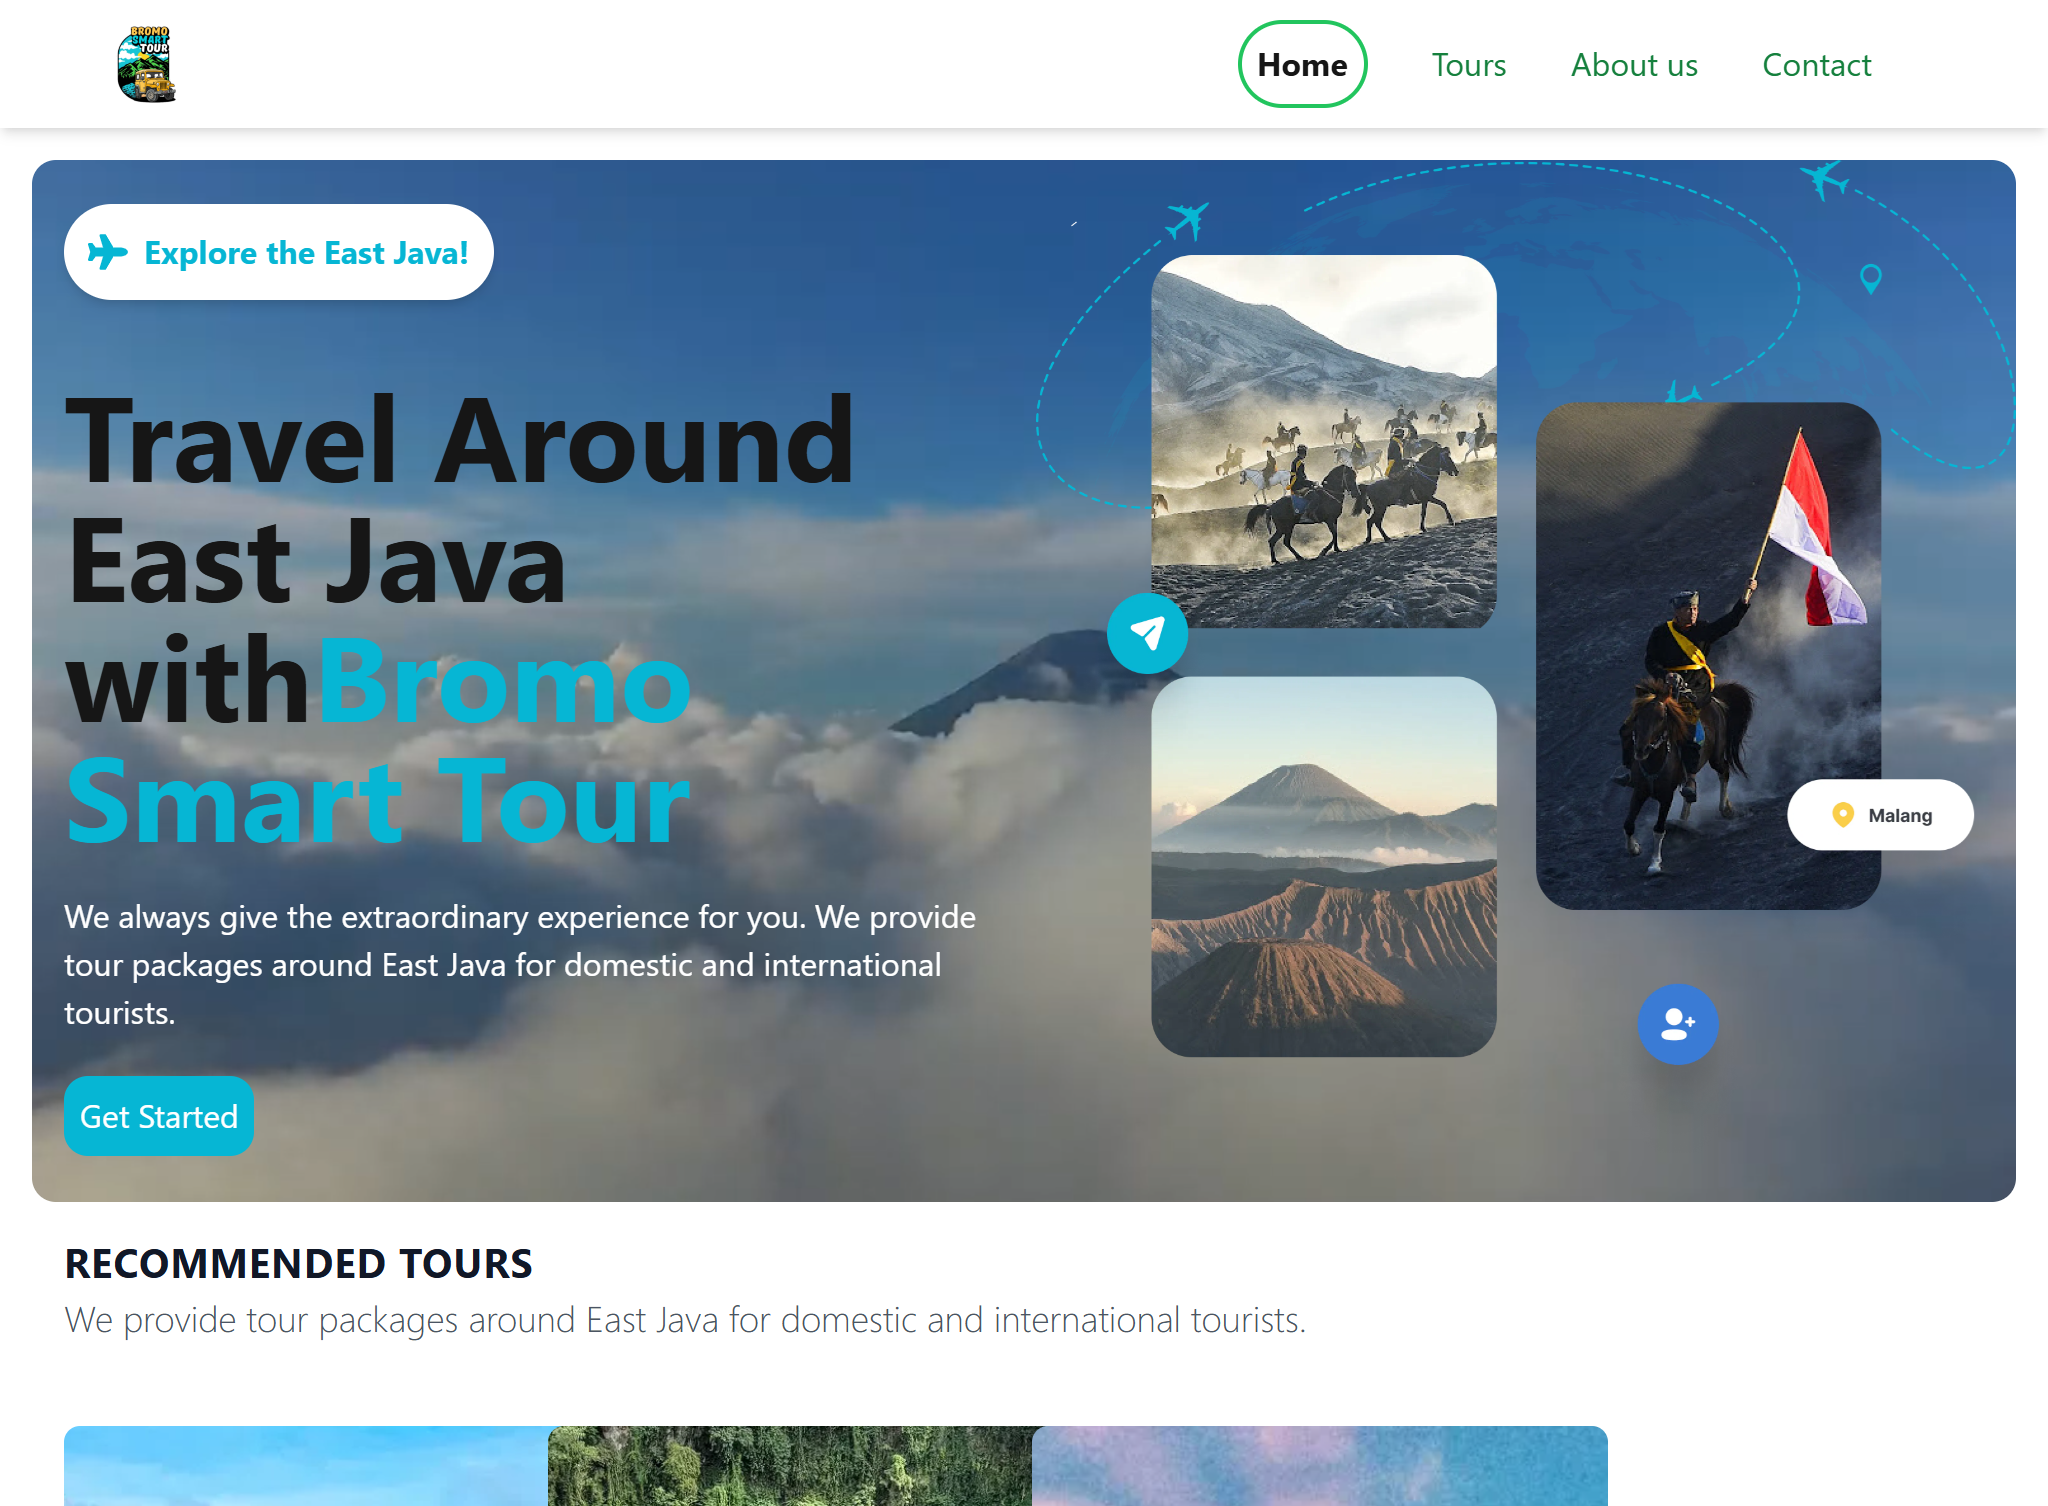 BROMO
SMART
TOUR
Home
Tours
About us
Contact
Explore the East Java!
Travel Around
East Java
withBromo
Smart Tour
We always give the extraordinary experience for you. We provide
tour packages around East Java for domestic and international
tourists.
Get Started
Malang
RECOMMENDED TOURS
We provide tour packages around East Java for domestic and international tourists.